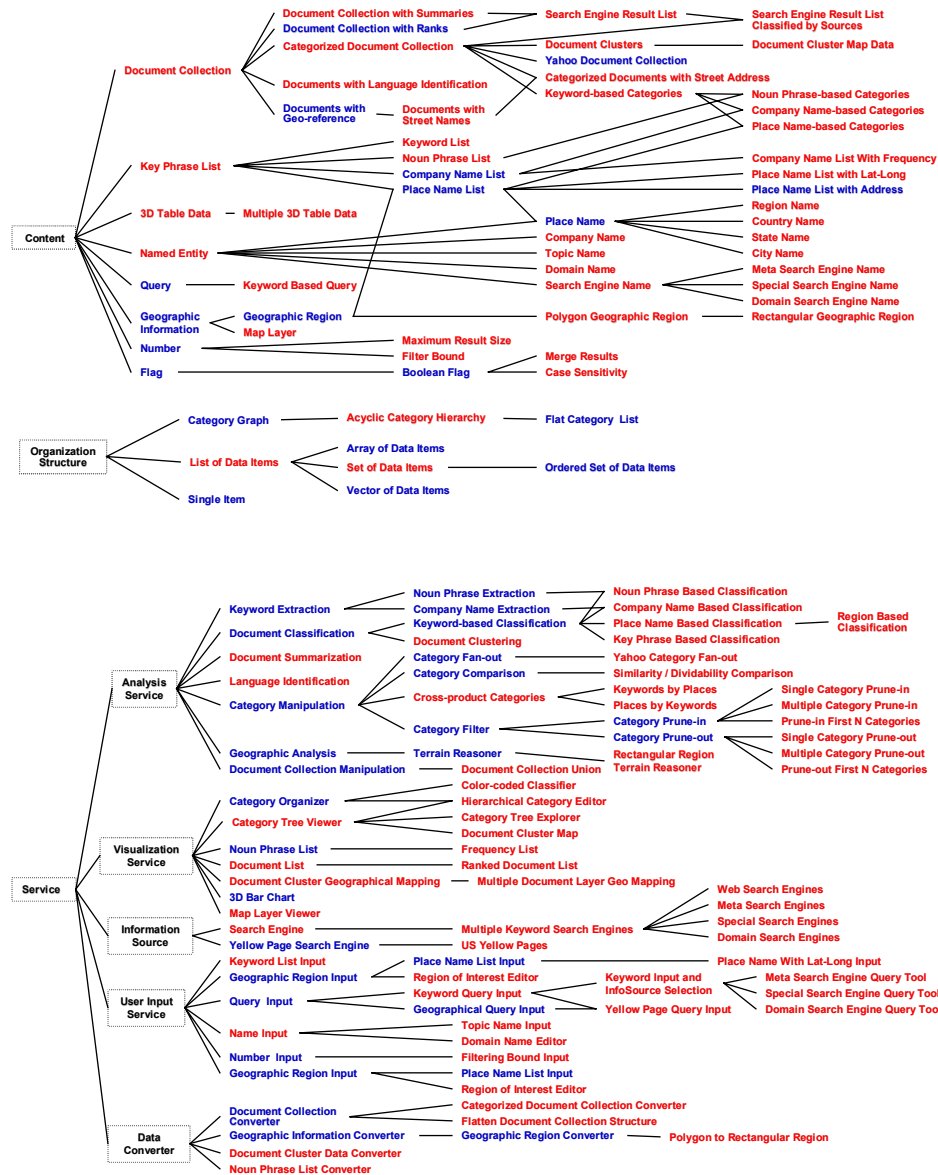 Document Collection with Summaries
Search Engine Result List
Search Engine Result List
Classified by Sources
Document Collection with Ranks
Categorized Document Collection
Document Clusters
Document Cluster Map Data
Yahoo Document Collection
Document Collection
Categorized Documents with Street Address
Documents with Language Identification
Keyword-based Categories
Noun Phrase-based Categories
Documents with
Geo-reference
Documents with
Street Names
Company Name-based Categories
Place Name-based Categories
Keyword List
Key Phrase List
Noun Phrase List
Company Name List
Company Name List With Frequency
Place Name List with Lat-Long
Place Name List
Place Name List with Address
Region Name
3D Table Data
Multiple 3D Table Data
Place Name
Country Name
Content
Company Name
State Name
Named Entity
Topic Name
City Name
Domain Name
Meta Search Engine Name
Query
Keyword Based Query
Search Engine Name
Special Search Engine Name
Domain Search Engine Name
Geographic
Information
Geographic Region
Polygon Geographic Region
Rectangular Geographic Region
Map Layer
Number
Maximum Result Size
Filter Bound
Merge Results
Flag
Boolean Flag
Case Sensitivity
Category Graph
Acyclic Category Hierarchy
Flat Category List
Organization
Structure
Array of Data Items
List of Data Items
Set of Data Items
Ordered Set of Data Items
Vector of Data Items
Single Item
Noun Phrase Extraction
Noun Phrase Based Classification
Keyword Extraction
Company Name Extraction
Company Name Based Classification
Document Classification
Keyword-based Classification
Place Name Based Classification
Region Based
Classification
Document Clustering
Key Phrase Based Classification
Document Summarization
Category Fan-out
Yahoo Category Fan-out
Analysis
Service
Language Identification
Category Comparison
Similarity / Dividability Comparison
Category Manipulation
Cross-product Categories
Keywords by Places
Single Category Prune-in
Places by Keywords
Multiple Category Prune-in
Category Filter
Category Prune-in
Prune-in First N Categories
Category Prune-out
Single Category Prune-out
Geographic Analysis
Terrain Reasoner
Rectangular Region
Terrain Reasoner
Multiple Category Prune-out
Document Collection Manipulation
Document Collection Union
Prune-out First N Categories
Color-coded Classifier
Category Organizer
Hierarchical Category Editor
Category Tree Viewer
Category Tree Explorer
Document Cluster Map
Visualization
Service
Noun Phrase List
Frequency List
Document List
Ranked Document List
Document Cluster Geographical Mapping
Multiple Document Layer Geo Mapping
Service
3D Bar Chart
Web Search Engines
Map Layer Viewer
Meta Search Engines
Information
Source
Search Engine
Multiple Keyword Search Engines
Special Search Engines
Yellow Page Search Engine
US Yellow Pages
Domain Search Engines
Keyword List Input
Place Name List Input
Place Name With Lat-Long Input
Geographic Region Input
Region of Interest Editor
Keyword Input and
InfoSource Selection
Meta Search Engine Query Tool
User Input
Service
Query Input
Keyword Query Input
Special Search Engine Query Tool
Geographical Query Input
Yellow Page Query Input
Domain Search Engine Query Tool
Name Input
Topic Name Input
Domain Name Editor
Number Input
Filtering Bound Input
Geographic Region Input
Place Name List Input
Region of Interest Editor
Document Collection
Converter
Categorized Document Collection Converter
Flatten Document Collection Structure
Data
Converter
Geographic Information Converter
Geographic Region Converter
Polygon to Rectangular Region
Document Cluster Data Converter
Noun Phrase List Converter